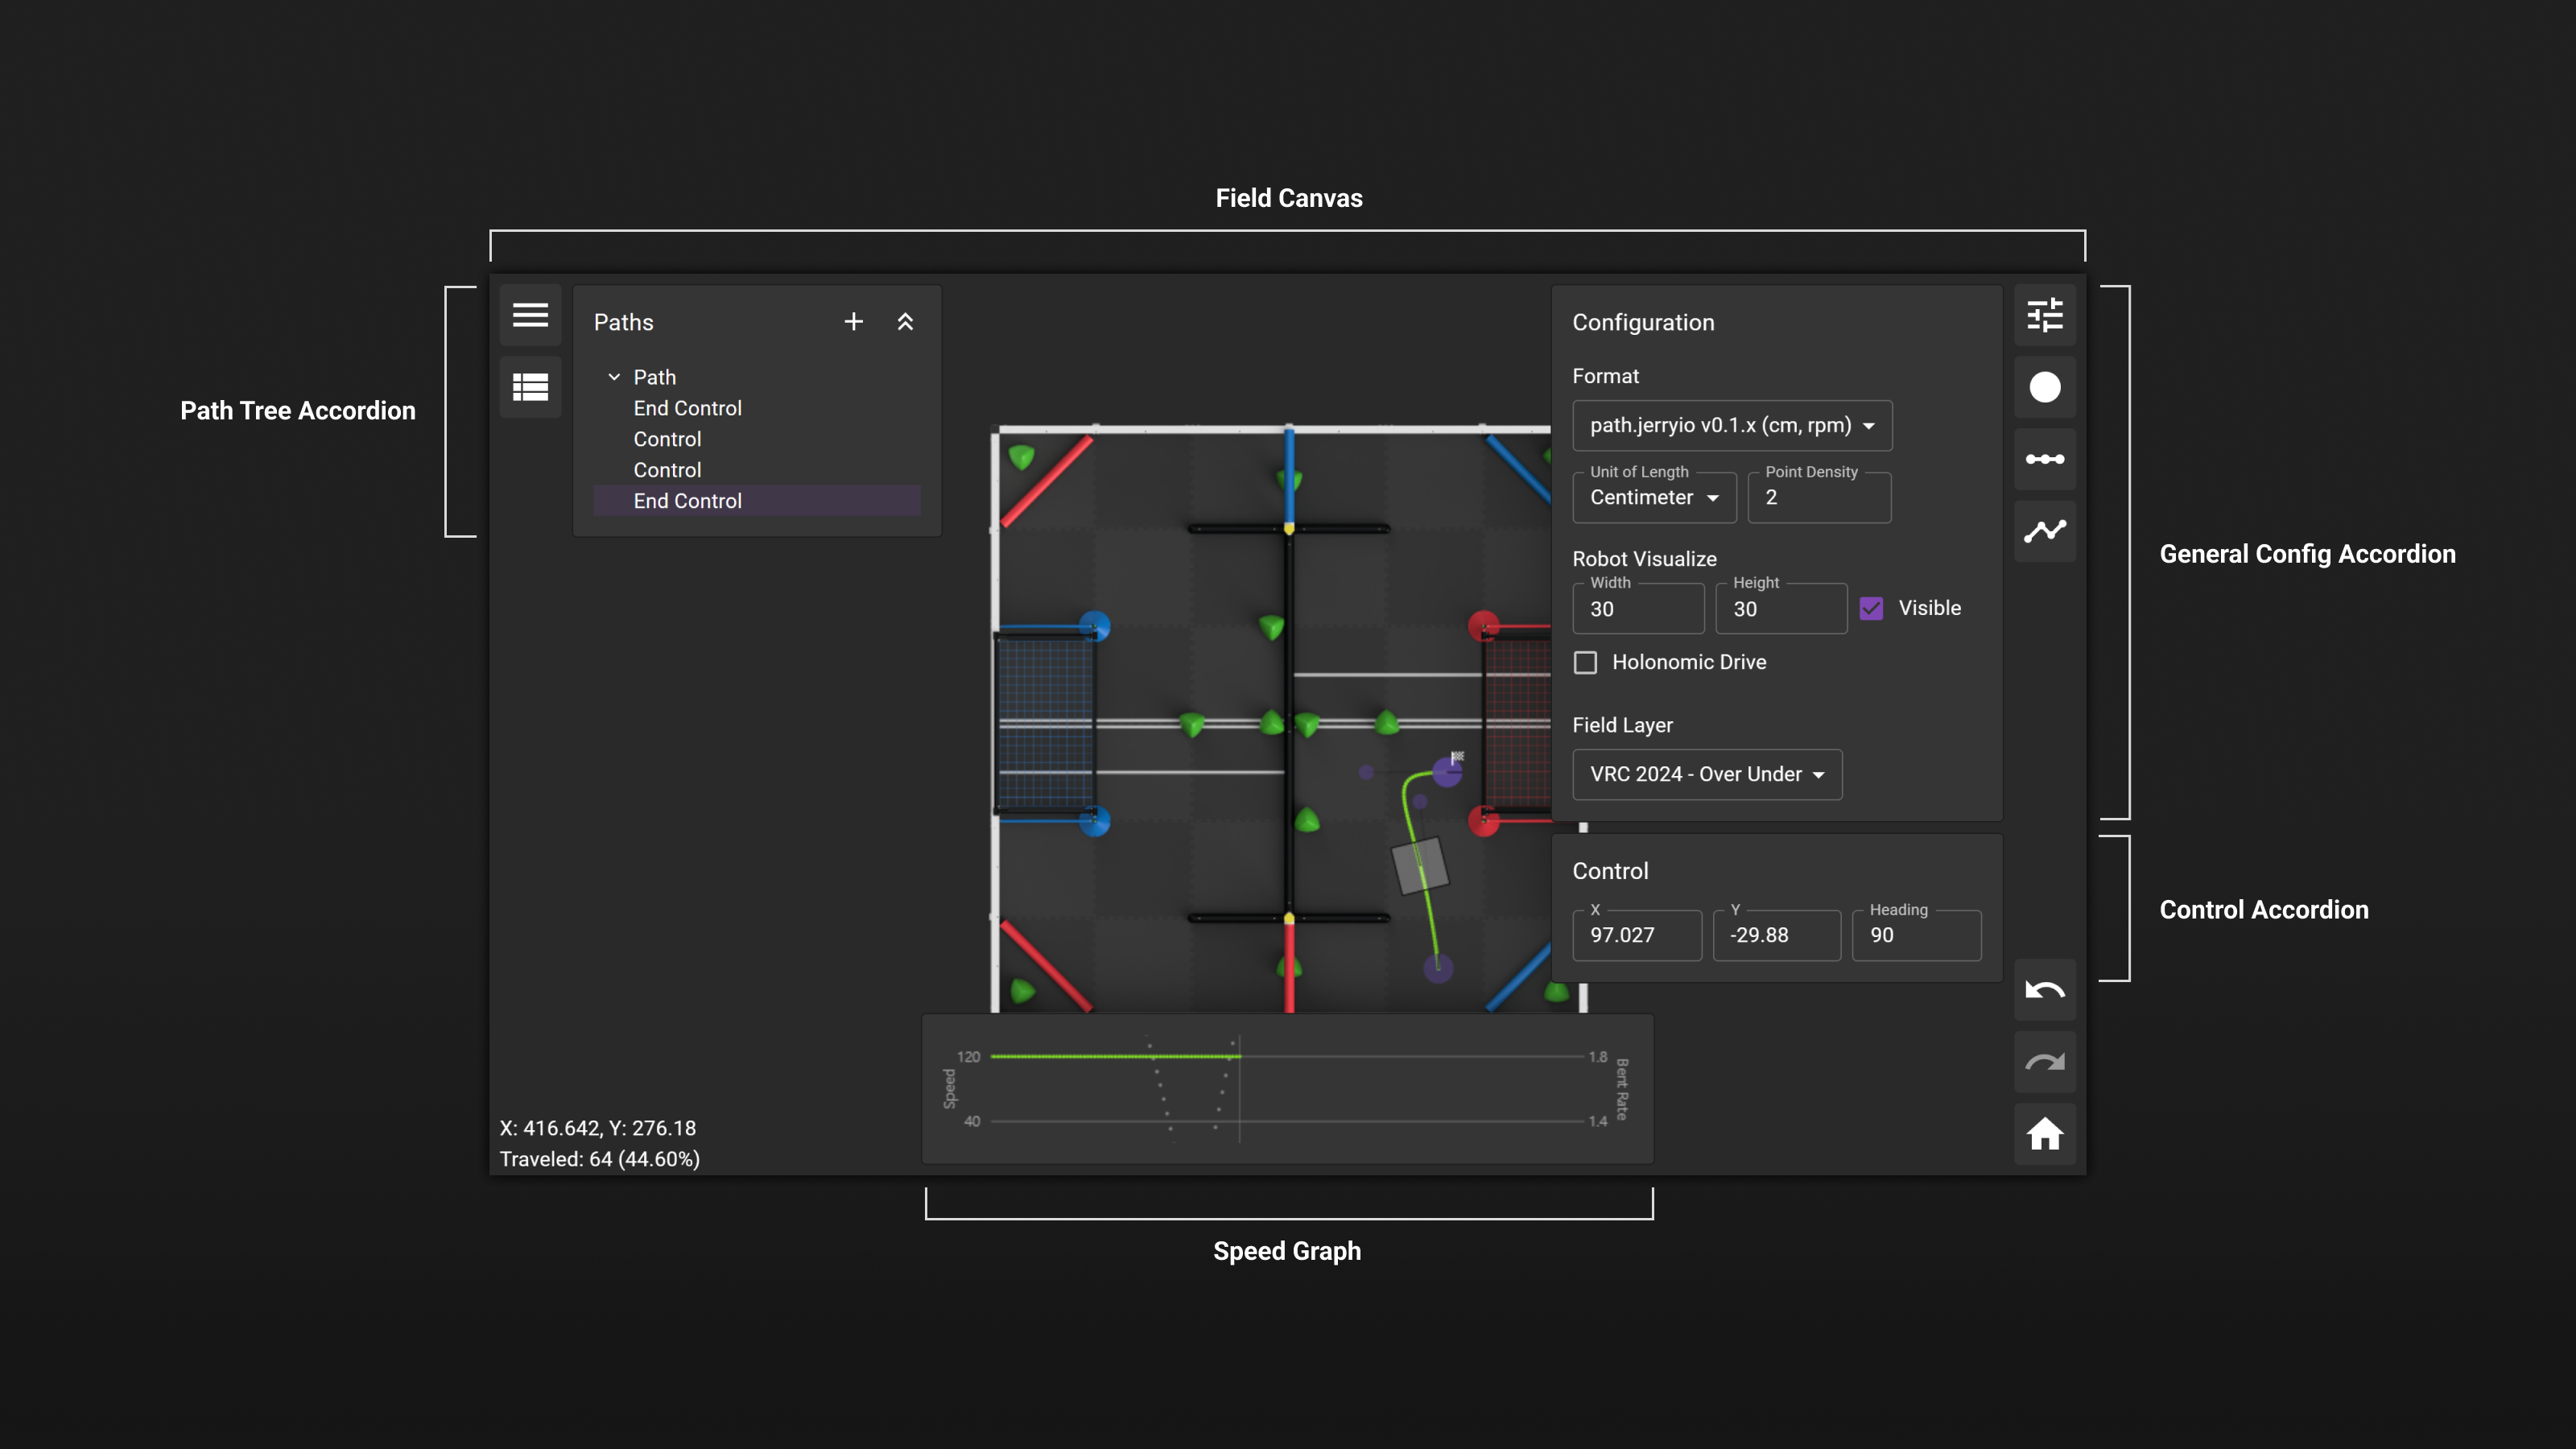 Field Canvas
Path Tree Accordion
Paths
Path
End Control
Control
Control
End Control
Configuration
Format
path.jerryio v0.1.x (cm, rpm)
Unit of Length
Centimeter
Point Density
2
Robot Visualize
Width
30
Height
30
Visible
Holonomic Drive
Field Layer
VRC 2024 - Over Under
General Config Accordion
Control
X
97.027
Y
-29.88
Heading
90
Control Accordion
120
40
Speed
1.8
1.4
Bent Rate
X: 416.642, Y: 276.18
Traveled: 64 (44.60%)
Speed Graph